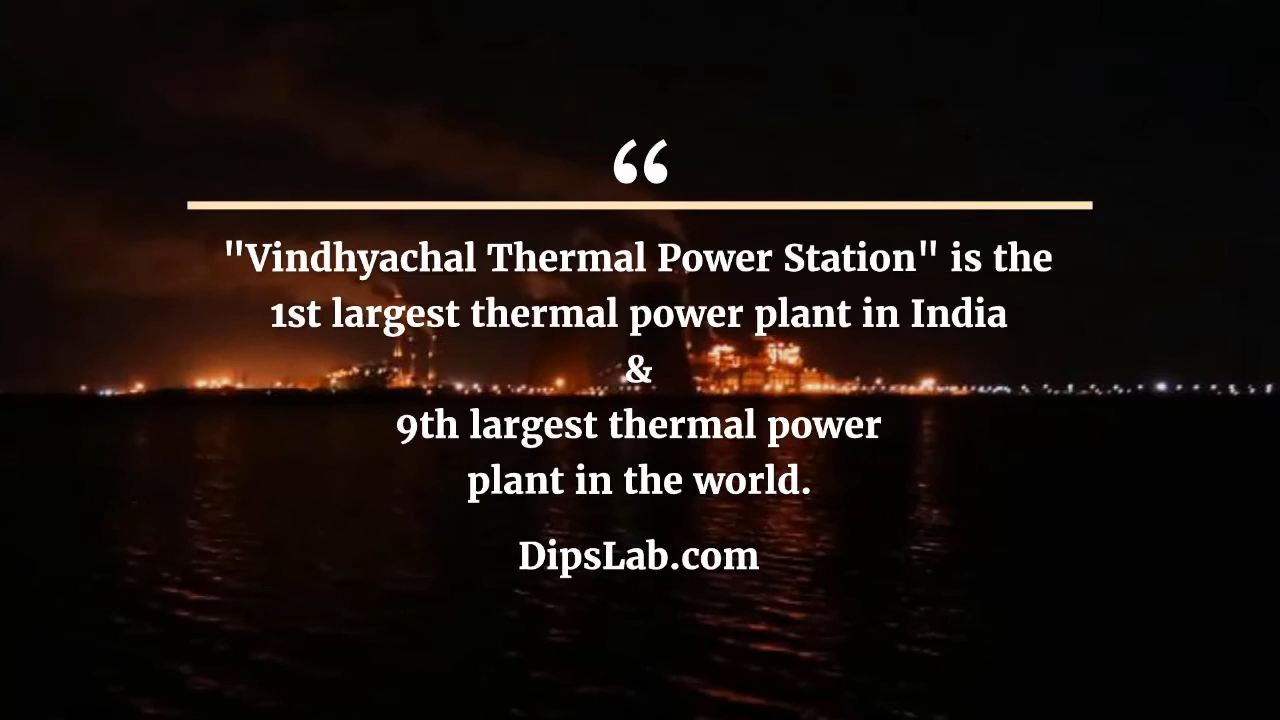 “
"Vindhyachal Thermal Power Station" is the
1st largest thermal power plant in India
&
9th largest thermal power
plant in the world.
DipsLab.com